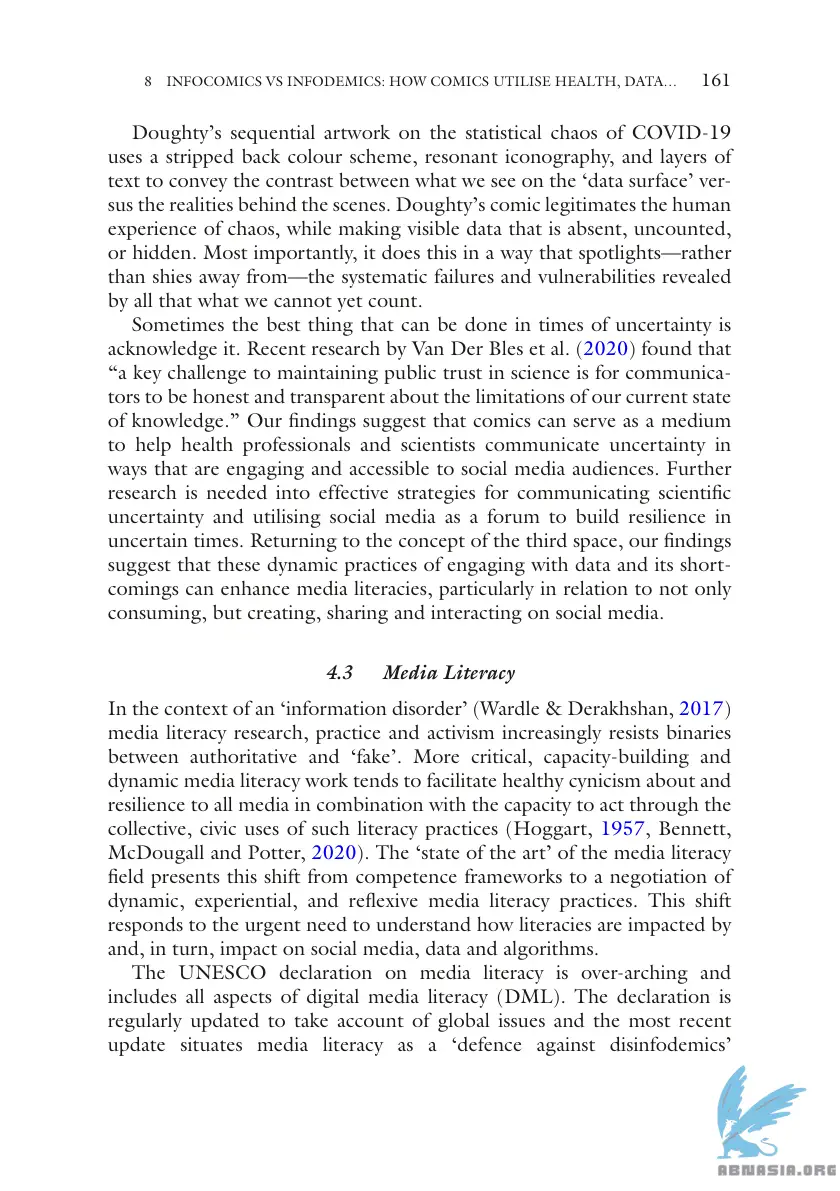 8 INFOCOMICS VS INFODEMICS: HOW COMICS UTILISE HEALTH, DATA… 161
Doughty’s sequential artwork on the statistical chaos of COVID-19
uses a stripped back colour scheme, resonant iconography, and layers of
text to convey the contrast between what we see on the ‘data surface’ ver-
sus the realities behind the scenes. Doughty’s comic legitimates the human
experience of chaos, while making visible data that is absent, uncounted,
or hidden. Most importantly, it does this in a way that spotlights—rather
than shies away from—the systematic failures and vulnerabilities revealed
by all that what we cannot yet count.
Sometimes the best thing that can be done in times of uncertainty is
acknowledge it. Recent research by Van Der Bles et al. (2020) found that
“a key challenge to maintaining public trust in science is for communica-
tors to be honest and transparent about the limitations of our current state
of knowledge.” Our findings suggest that comics can serve as a medium
to help health professionals and scientists communicate uncertainty in
ways that are engaging and accessible to social media audiences. Further
research is needed into effective strategies for communicating scientific
uncertainty and utilising social media as a forum to build resilience in
uncertain times. Returning to the concept of the third space, our findings
suggest that these dynamic practices of engaging with data and its short-
comings can enhance media literacies, particularly in relation to not only
consuming, but creating, sharing and interacting on social media.
4.3 Media Literacy
In the context of an ‘information disorder’ (Wardle & Derakhshan, 2017)
media literacy research, practice and activism increasingly resists binaries
between authoritative and ‘fake’. More critical, capacity-building and
dynamic media literacy work tends to facilitate healthy cynicism about and
resilience to all media in combination with the capacity to act through the
collective, civic uses of such literacy practices (Hoggart, 1957, Bennett,
McDougall and Potter, 2020). The ‘state of the art’ of the media literacy
field presents this shift from competence frameworks to a negotiation of
dynamic, experiential, and reflexive media literacy practices. This shift
responds to the urgent need to understand how literacies are impacted by
and, in turn, impact on social media, data and algorithms.
The UNESCO declaration on media literacy is over-arching and
includes all aspects of digital media literacy (DML). The declaration is
regularly updated to take account of global issues and the most recent
update situates media literacy as a ‘defence against disinfodemics’
ABNASIA.ORG